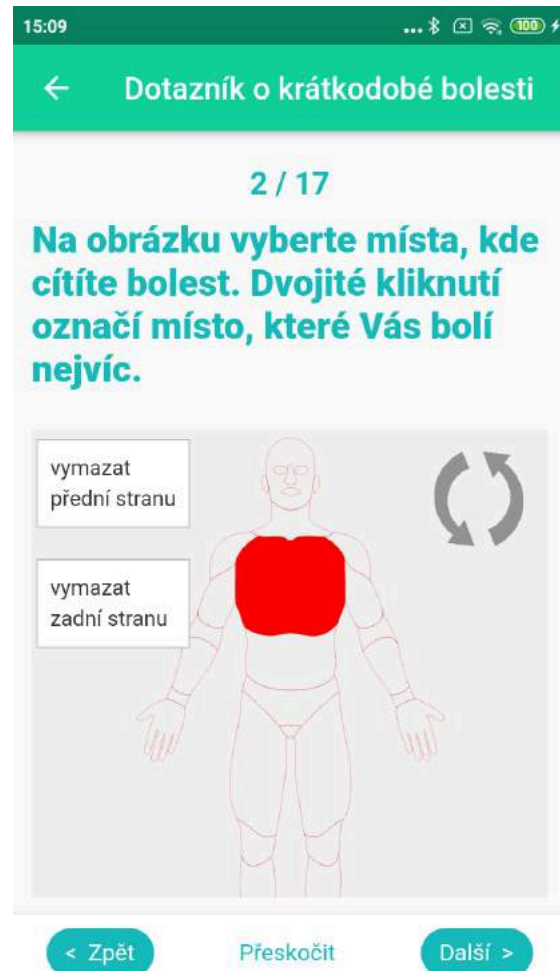 15:09
100
Dotazník o krátkodobé bolesti
2 / 17
Na obrázku vyberte místa, kde
cítíte bolest. Dvojité kliknutí
označí místo, které Vás bolí
nejvíc.
vymazat
přední stranu
vymazat
zadní stranu
< Zpět
Přeskočit
Další >